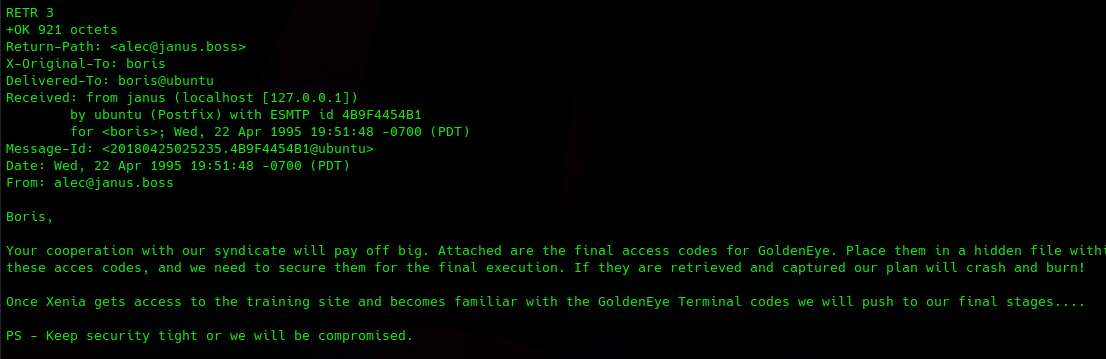 RETR 3
+OK 921 octets
Return-Path: <alec@janus.boss>
X-Original-To: boris
Delivered-To: boris@ubuntu
Received: from janus (localhost [127.0.0.1])
        by ubuntu (Postfix) with ESMTP id 4B9F4454B1
        for <boris>; Wed, 22 Apr 1995 19:51:48 -0700 (PDT)
Message-Id: <20180425025235.4B9F4454B1@ubuntu>
Date: Wed, 22 Apr 1995 19:51:48 -0700 (PDT)
From: alec@janus.boss

Boris,

Your cooperation with our syndicate will pay off big. Attached are the final access codes for GoldenEye. Place them in a hidden file
these acces codes, and we need to secure them for the final execution. If they are retrieved and captured our plan will crash and burn!

Once Xenia gets access to the training site and becomes familiar with the GoldenEye Terminal codes we will push to our final stages....

PS - Keep security tight or we will be compromised.